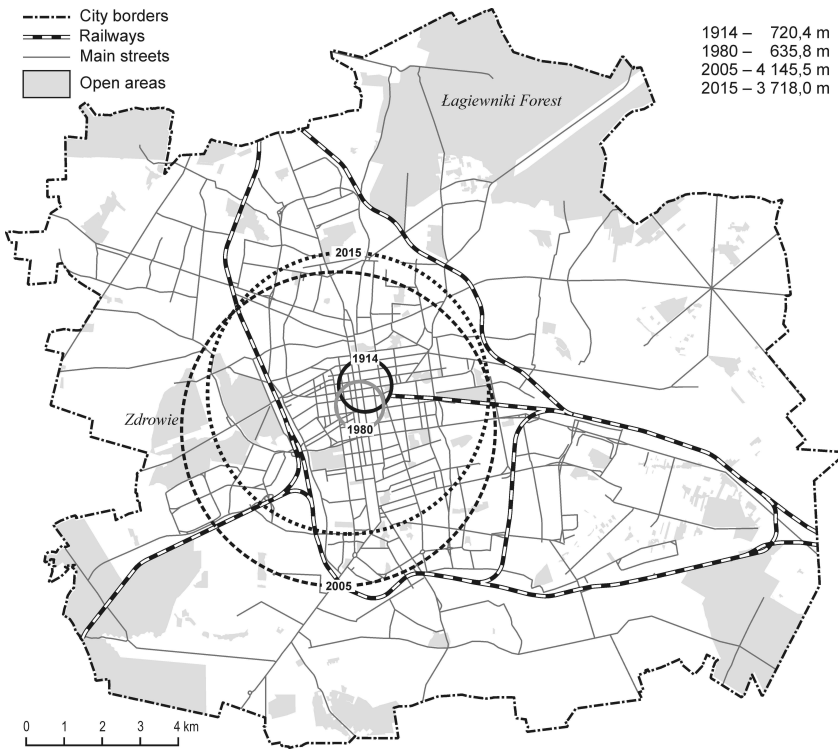 City borders
Railways
Main streets
Open areas
1914 – 720,4 m
1980 – 635,8 m
2005 – 4 145,5 m
2015 – 3 718,0 m
Łagiewniki Forest
2015
1914
Zdrowie
1980
2005
0 1 2 3 4 km